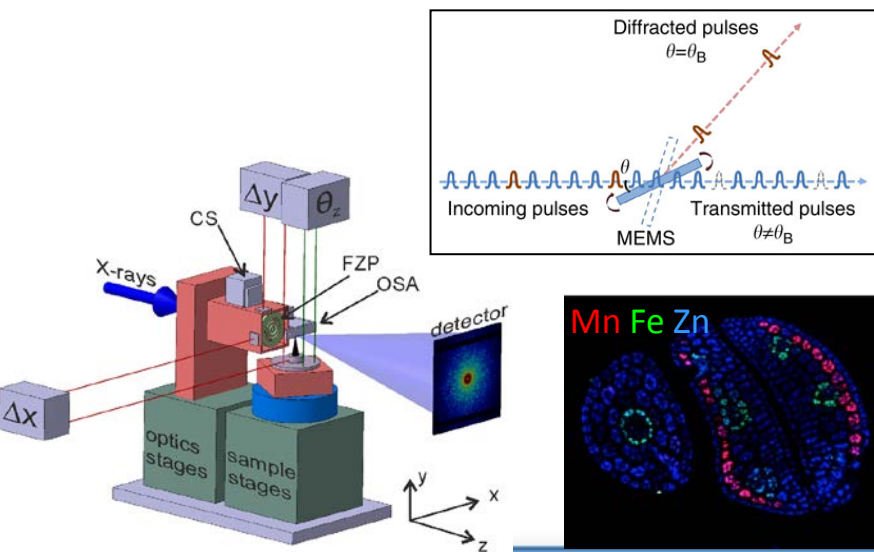 Diffracted pulses
θ=θB
θ
Incoming pulses
Transmitted pulses
θ≠θB
MEMS
Δy
θz
CS
FZP
X-rays
OSA
detector
Δx
optics
stages
sample
stages
y
x
z
Mn Fe Zn